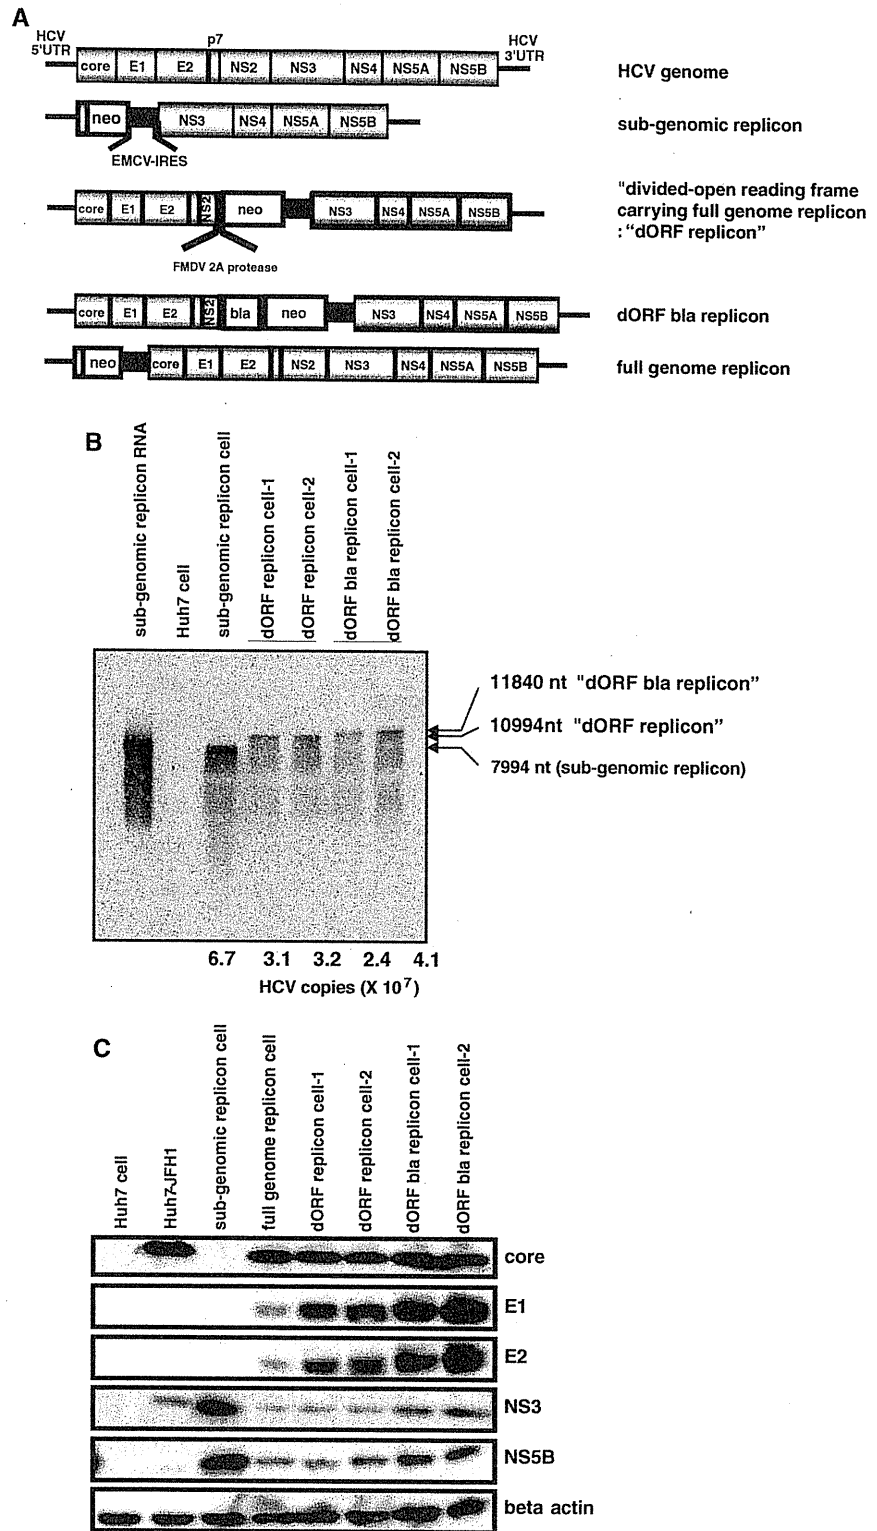 A
HCV
5'UTR
p7
HCV
3'UTR
core E1 E2 NS2 NS3 NS4 NS5A NS5B
HCV genome
neo NS3 NS4 NS5A NS5B
sub-genomic replicon
EMCV-IRES
core E1 E2 NS2 neo NS3 NS4 NS5A NS5B
"divided-open reading frame
carrying full genome replicon
: "dORF replicon"
FMDV 2A protease
core E1 E2 NS2 bla neo NS3 NS4 NS5A NS5B
dORF bla replicon
neo core E1 E2 NS2 NS3 NS4 NS5A NS5B
full genome replicon
B
sub-genomic replicon RNA
Huh7 cell
sub-genomic replicon cell
dORF replicon cell-1
dORF replicon cell-2
dORF bla replicon cell-1
dORF bla replicon cell-2
11840 nt "dORF bla replicon"
10994nt "dORF replicon"
7994 nt (sub-genomic replicon)
6.7 3.1 3.2 2.4 4.1
HCV copies (X 10^7)
C
Huh7 cell
Huh7-JFH1
sub-genomic replicon cell
full genome replicon cell
dORF replicon cell-1
dORF replicon cell-2
dORF bla replicon cell-1
dORF bla replicon cell-2
core
E1
E2
NS3
NS5B
beta actin